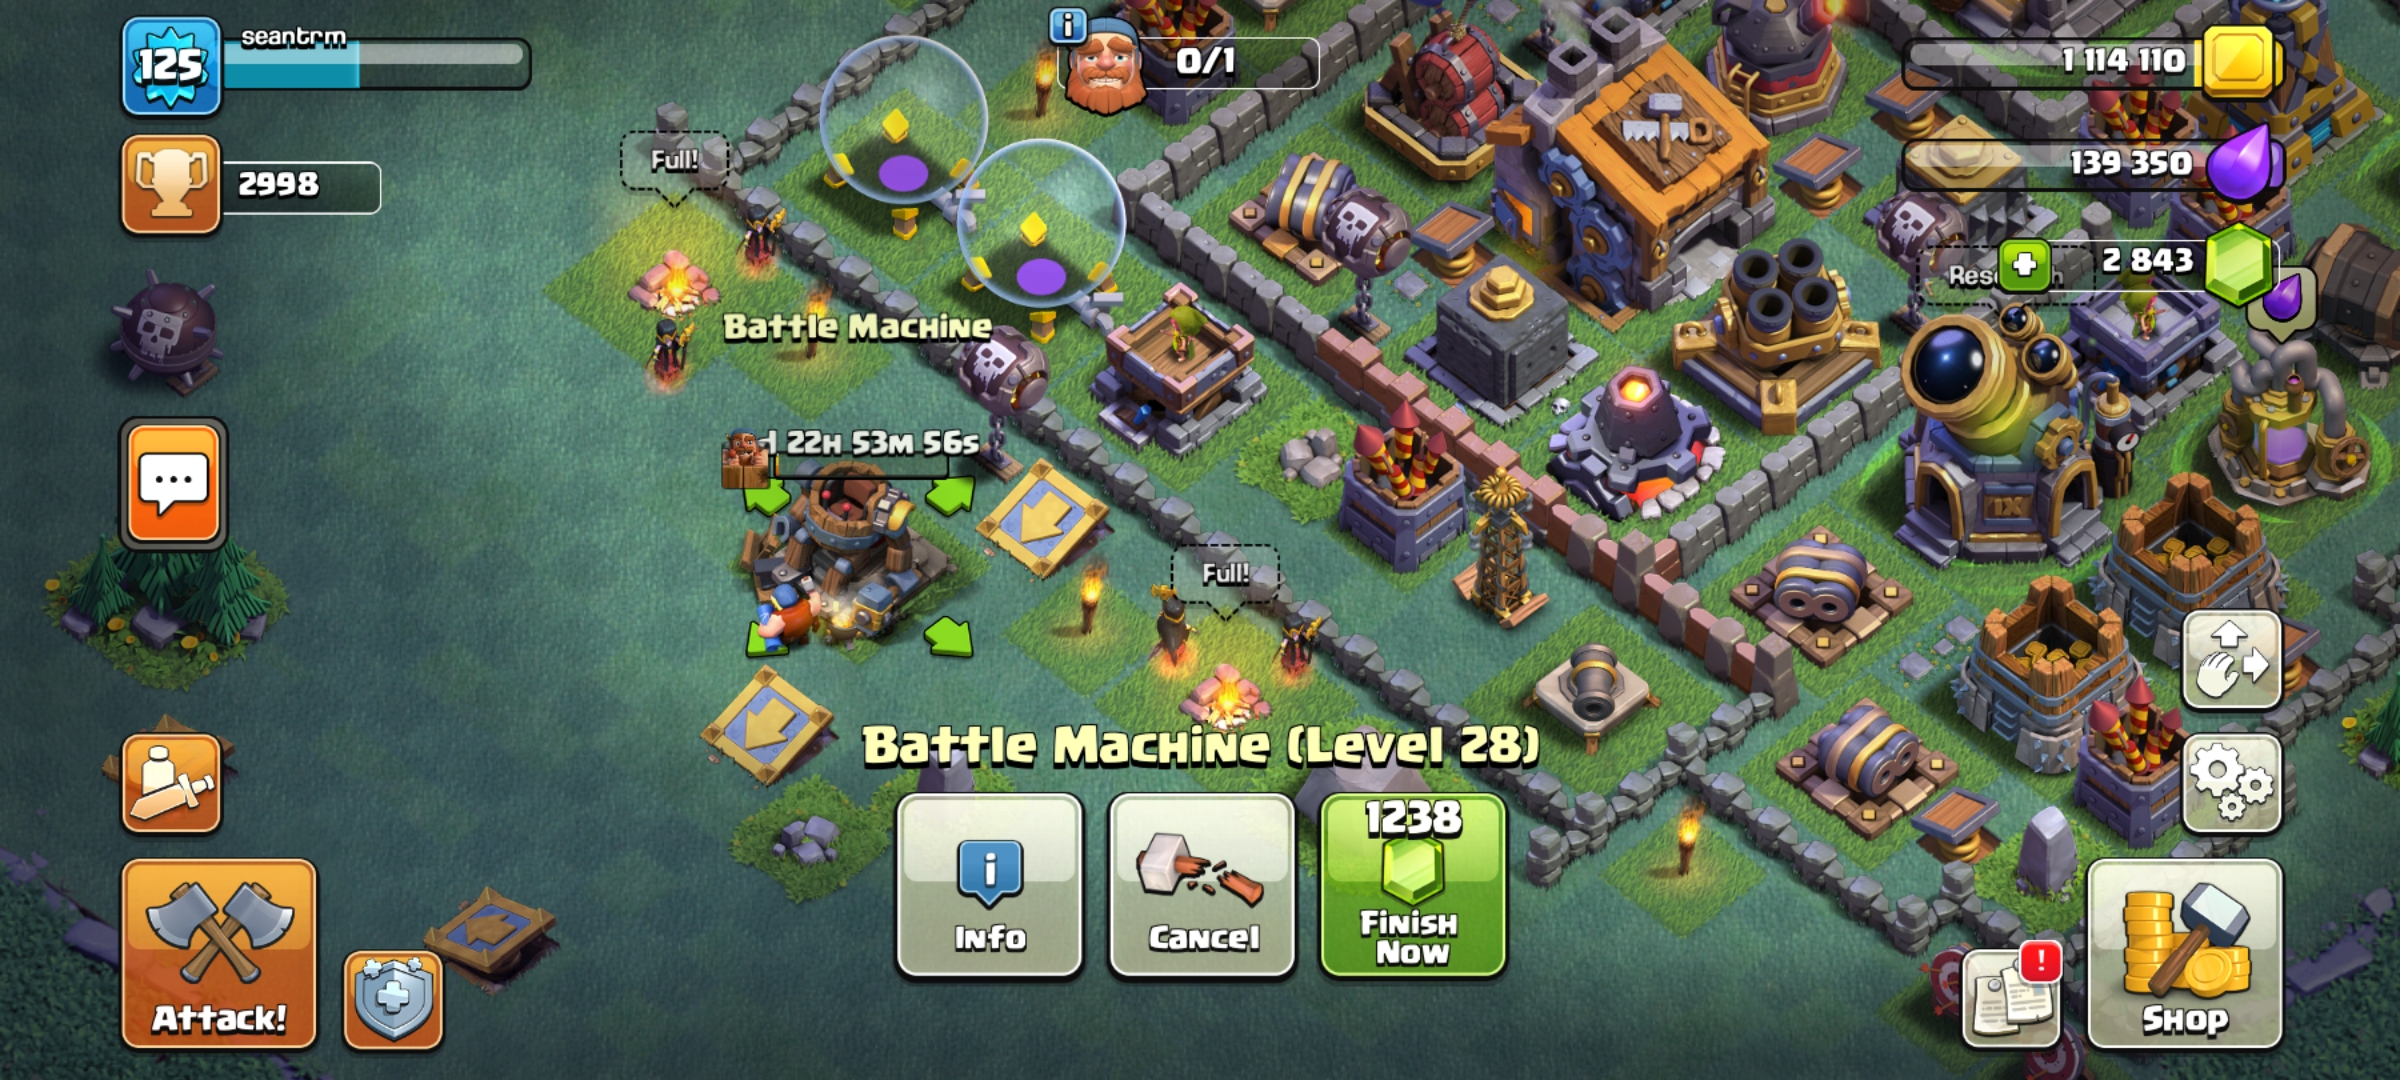 125
seantrm
0/1
1 114 110
Full!
2998
139 350
2 843
Battle Machine
22H 53M 56s
IX
Full!
Battle Machine (Level 28)
1238
Info
Cancel
Finish
Now
Attack!
!
Shop